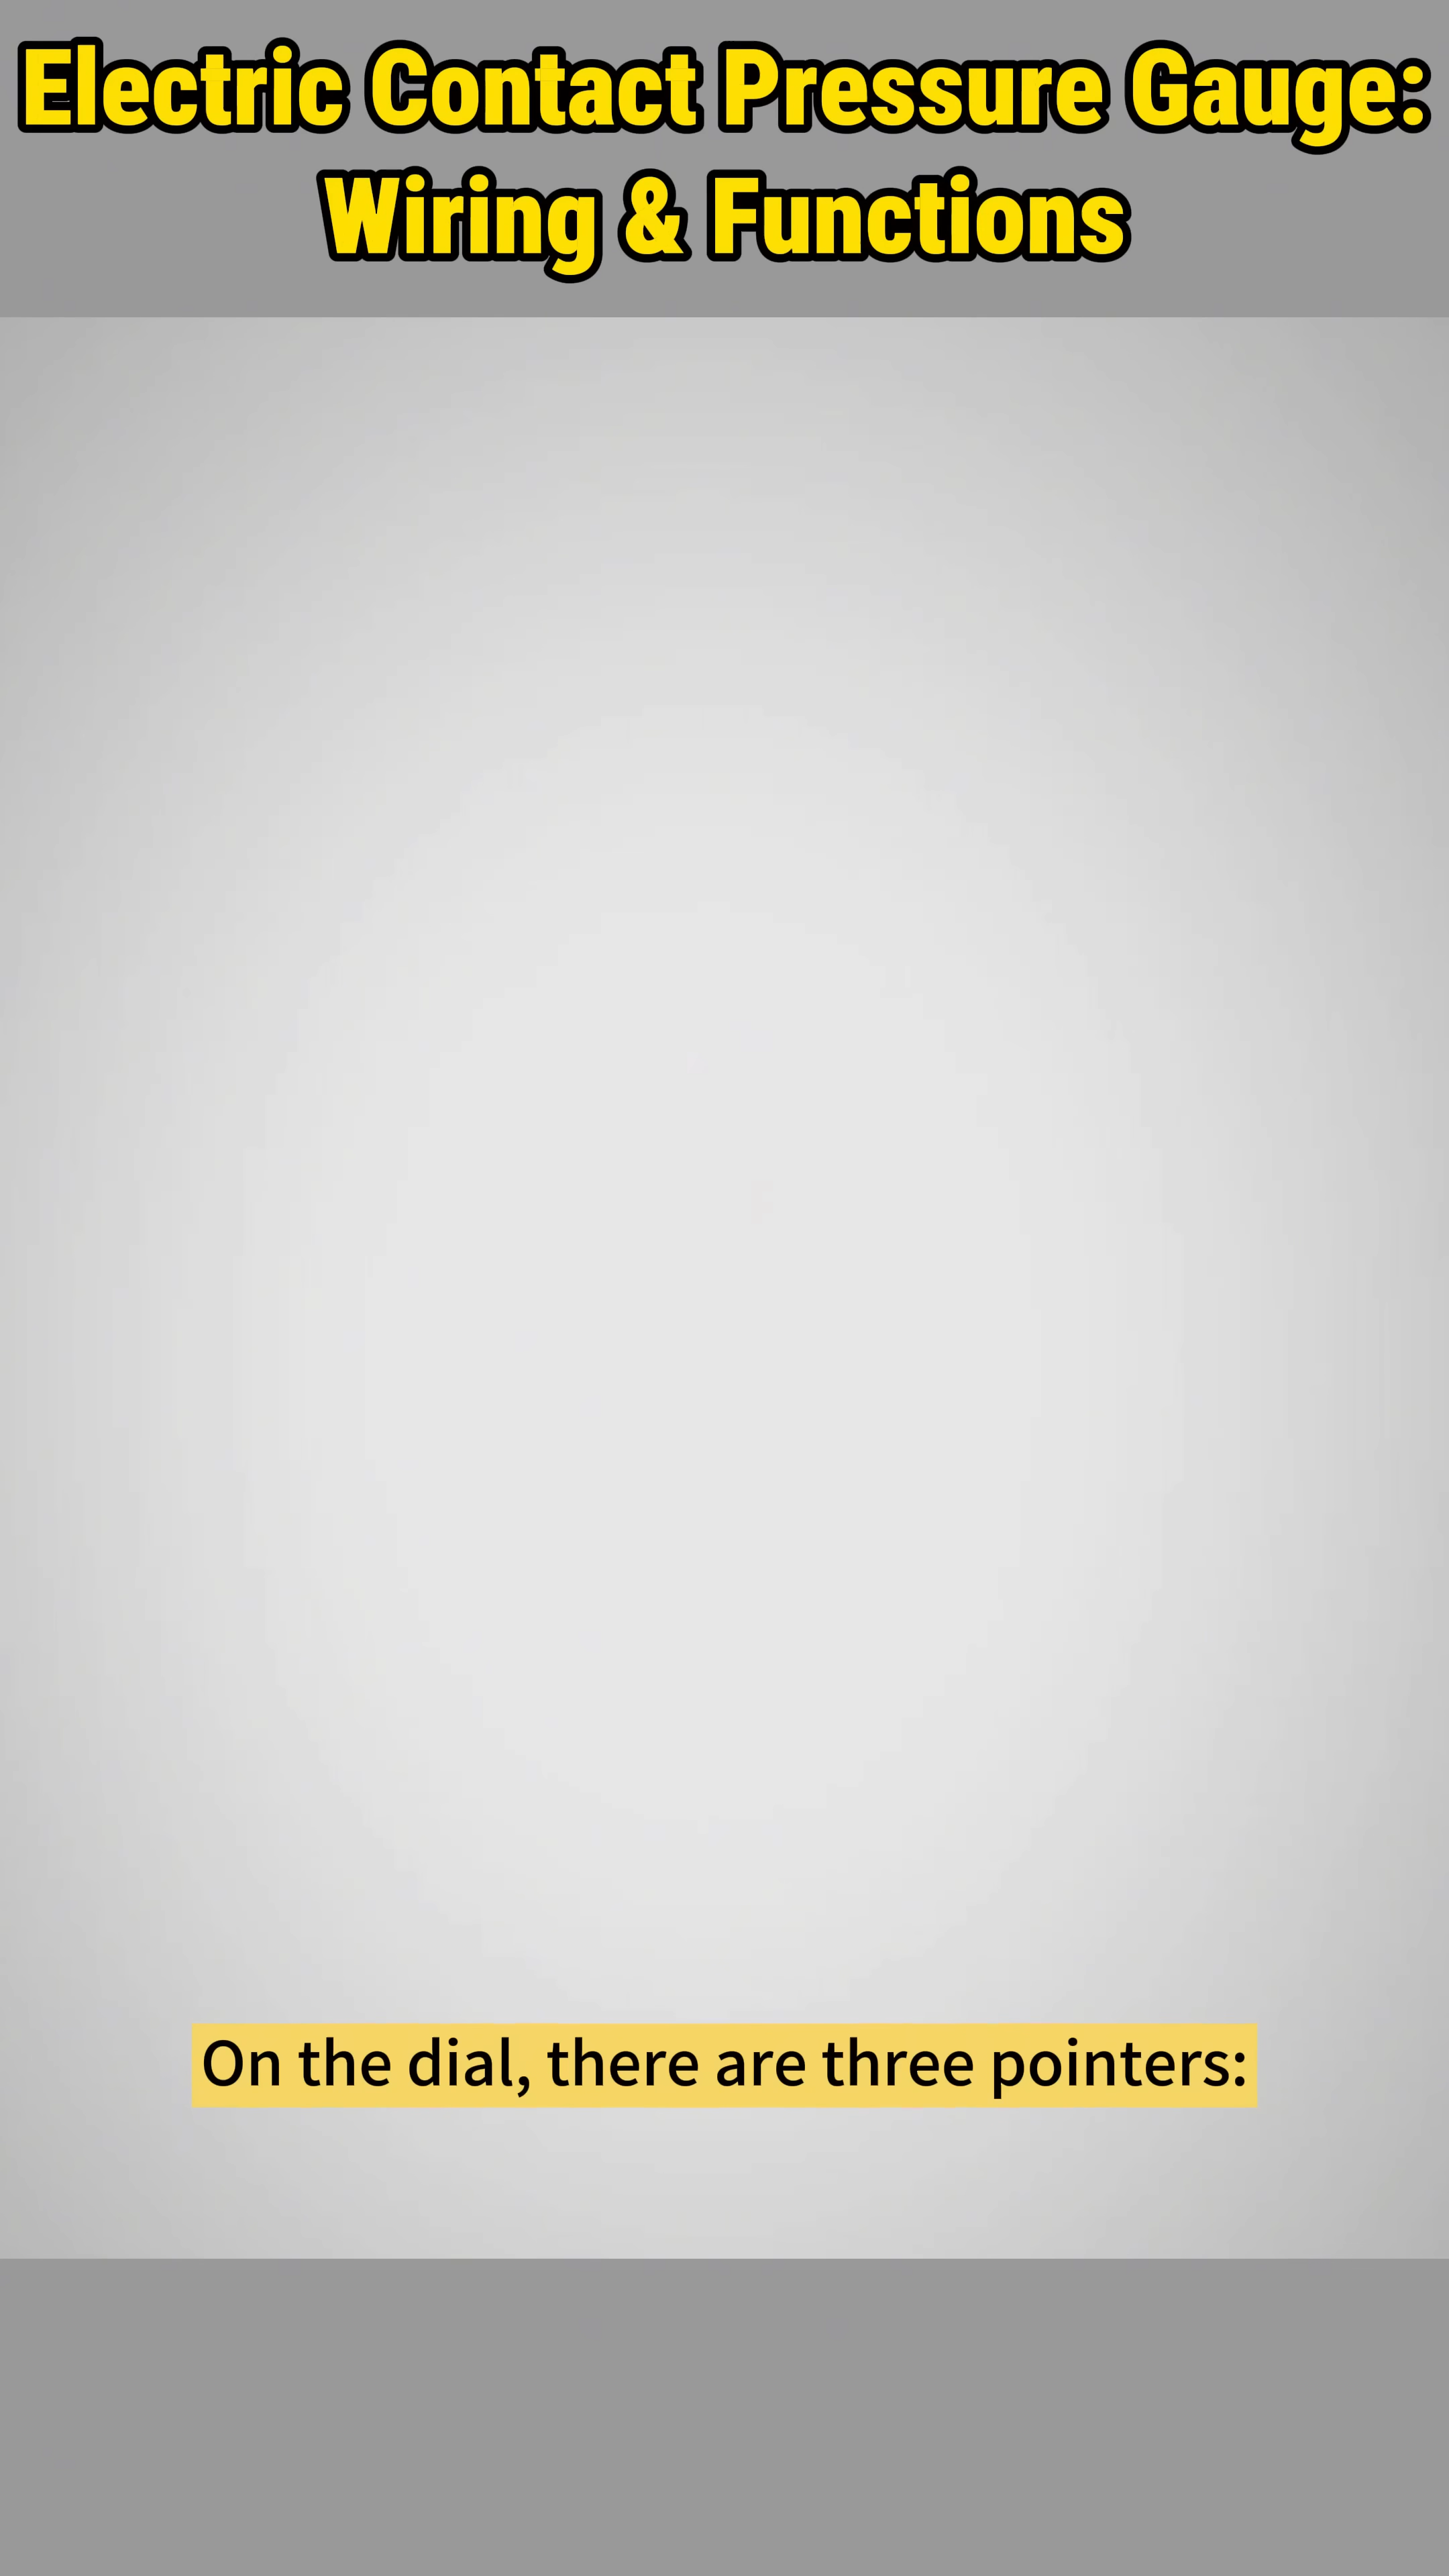 Electric Contact Pressure Gauge:
Wiring & Functions
On the dial, there are three pointers: